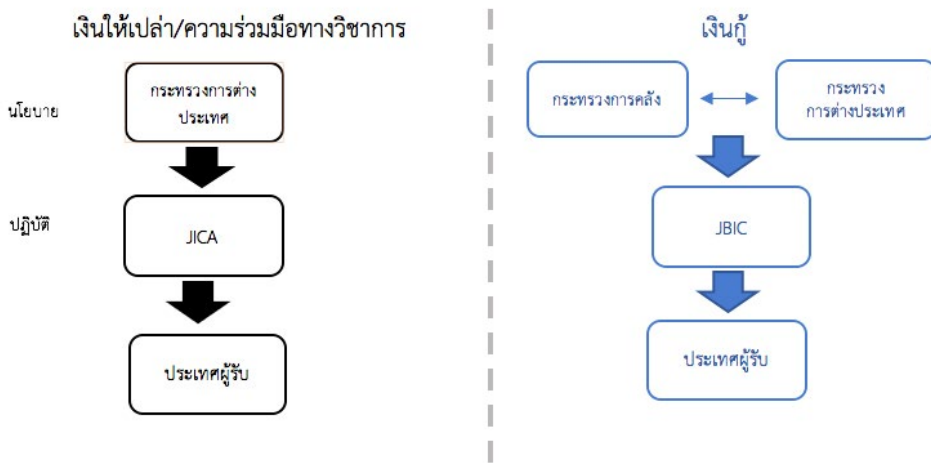 เงินให้เปล่า/ความร่วมมือทางวิชาการ
นโยบาย
กระทรวงการต่าง
ประเทศ
ปฏิบัติ
JICA
ประเทศผู้รับ
เงินกู้
กระทรวงการคลัง
กระทรวง
การต่างประเทศ
JBIC
ประเทศผู้รับ